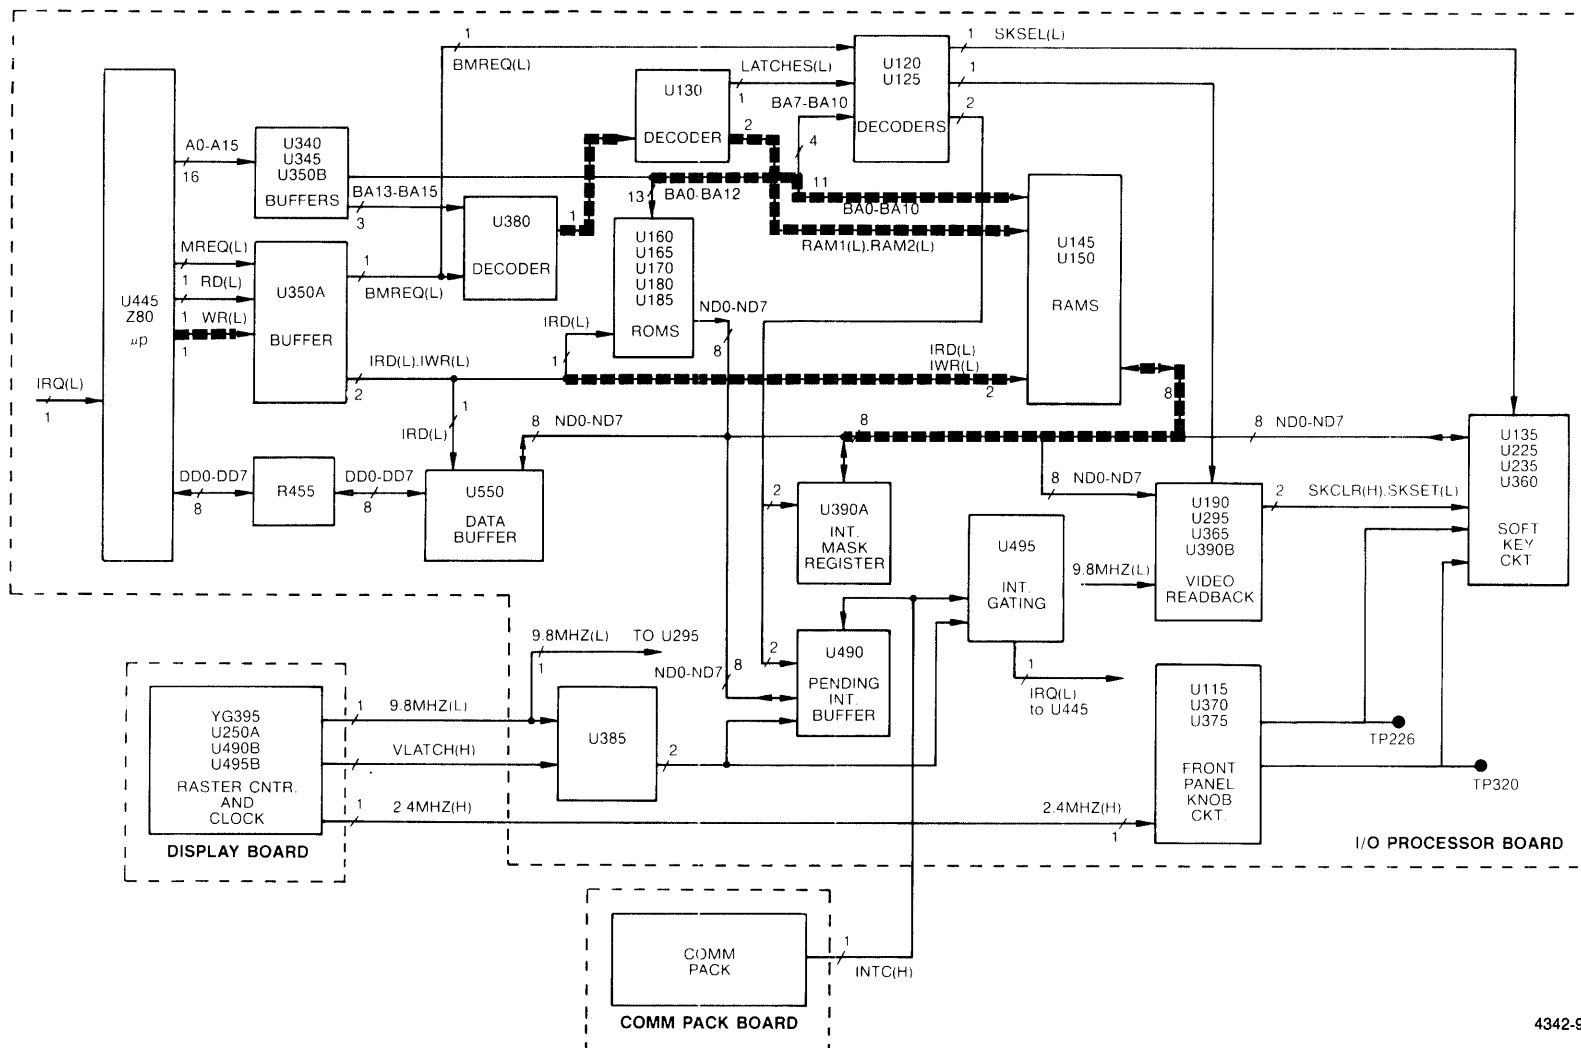 1
SKSEL(L)
1
BMREQ(L)
LATCHES(L)
1
U120
U125
DECODERS
1
2
U130
DECODER
2
BA7-BA10
4
A0-A15
16
U340
U345
U350B
BUFFERS
BA13-BA15
3
U380
DECODER
1
13
BA0-BA12
11
BA0-BA10
RAM1(L).RAM2(L)
MREQ(L)
1
RD(L)
1
WR(L)
1
U350A
BUFFER
1
BMREQ(L)
U445
Z80
µp
U160
U165
U170
U180
U185
ROMS
ND0-ND7
8
IRD(L)
1
U145
U150
RAMS
IRD(L)
IWR(L)
2
8
IRQ(L)
1
IRD(L).IWR(L)
2
1
IRD(L)
8
ND0-ND7
8
8
ND0-ND7
DD0-DD7
8
R455
DD0-DD7
8
U550
DATA
BUFFER
2
U390A
INT.
MASK
REGISTER
8
ND0-ND7
U190
U295
U365
U390B
VIDEO
READBACK
2
SKCLR(H).SKSET(L)
U135
U225
U235
U360
SOFT
KEY
CKT
U495
INT.
GATING
9.8MHZ(L)
9.8MHZ(L)
1
TO U295
ND0-ND7
8
2
U490
PENDING
INT.
BUFFER
1
IRQ(L)
to U445
YG395
U250A
U490B
U495B
RASTER CNTR.
AND
CLOCK
DISPLAY BOARD
1
9.8MHZ(L)
VLATCH(H)
1
2.4MHZ(H)
U385
2
2.4MHZ(H)
1
U115
U370
U375
FRONT
PANEL
KNOB
CKT.
TP226
TP320
I/O PROCESSOR BOARD
COMM
PACK
1
INTC(H)
COMM PACK BOARD
4342-9